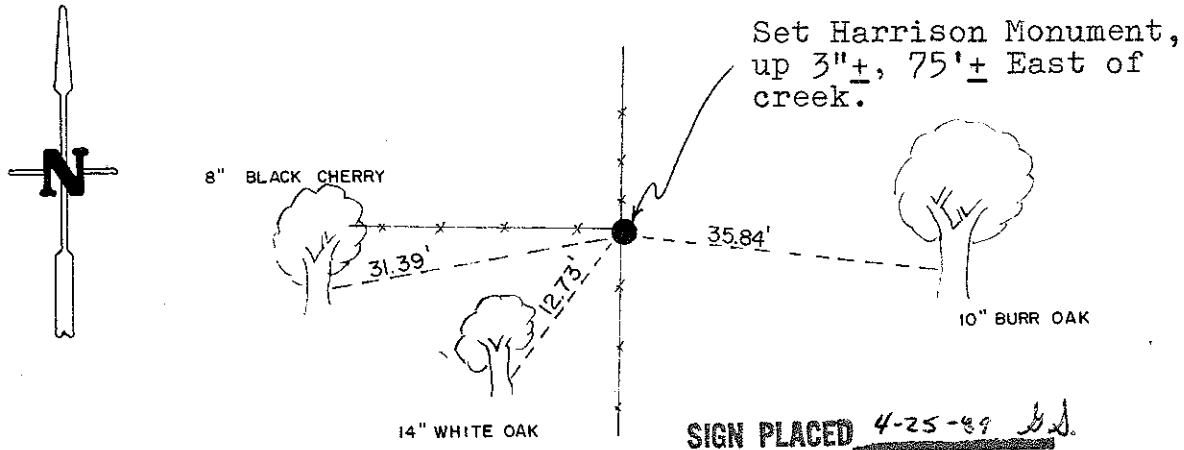 Set Harrison Monument,
up 3"±, 75'± East of
creek.
N
8" BLACK CHERRY
31.39'
12.73'
35.84'
10" BURR OAK
14" WHITE OAK
SIGN PLACED 4-25-89 G.S.